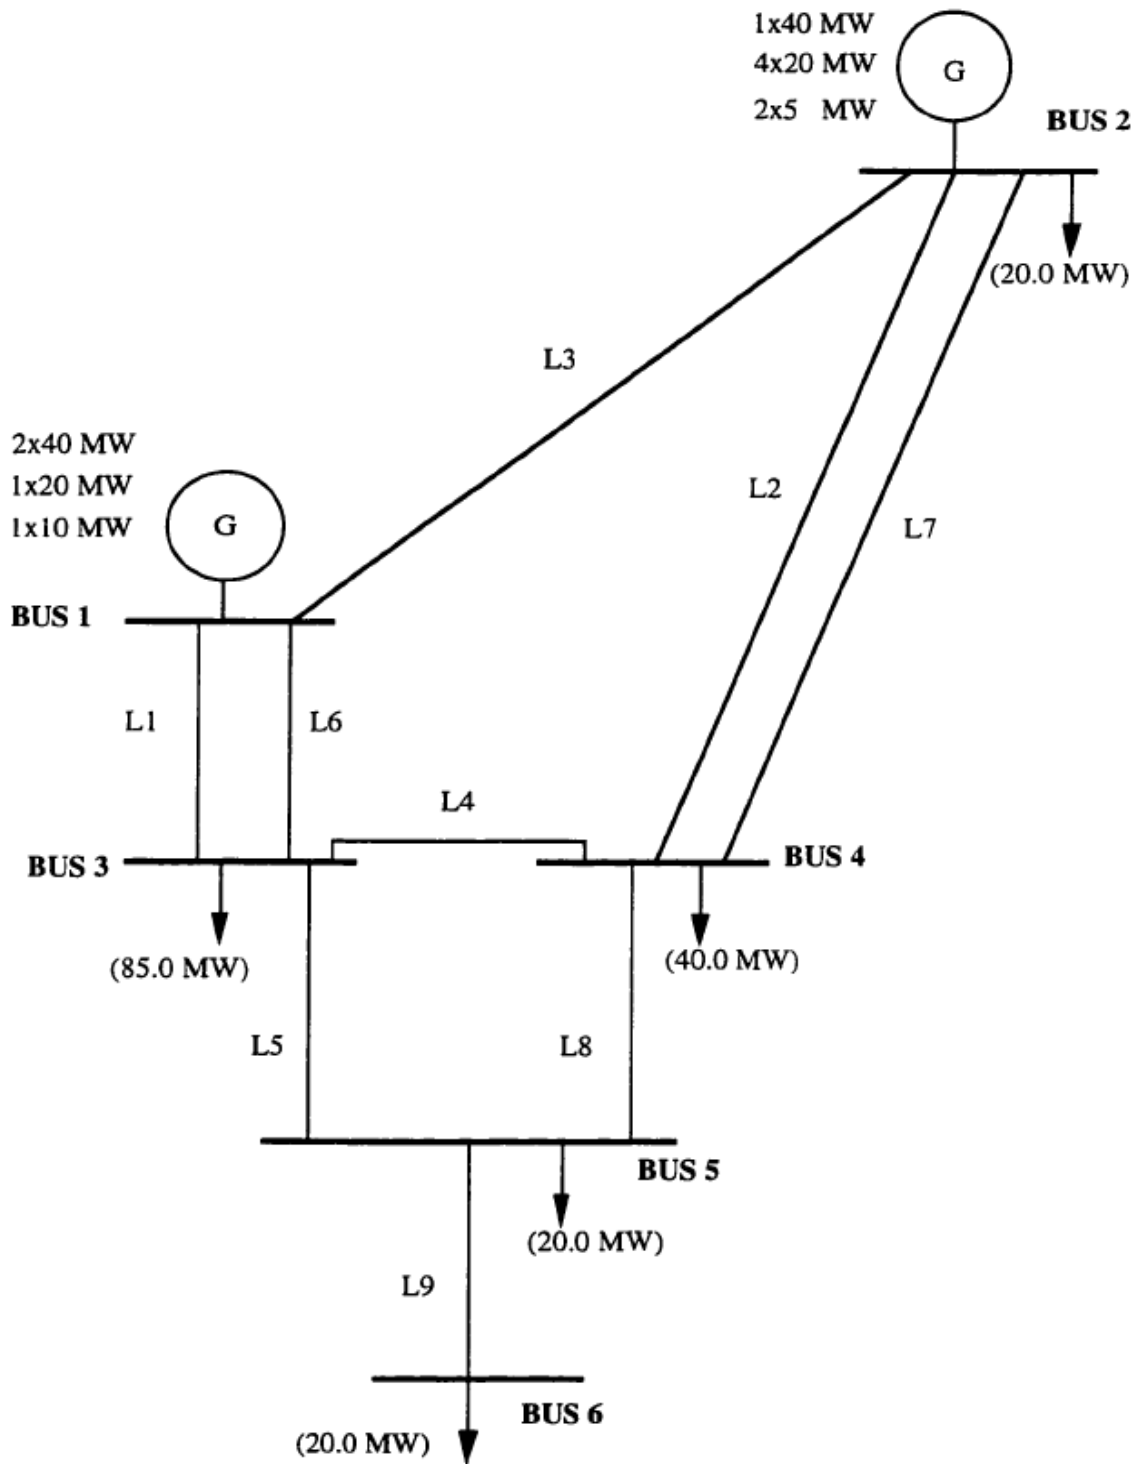 1x40 MW
4x20 MW
2x5 MW
G
BUS 2
(20.0 MW)
L3
2x40 MW
1x20 MW
1x10 MW
G
L2
L7
BUS 1
L1
L6
L4
BUS 3
BUS 4
(85.0 MW)
(40.0 MW)
L5
L8
BUS 5
(20.0 MW)
L9
BUS 6
(20.0 MW)